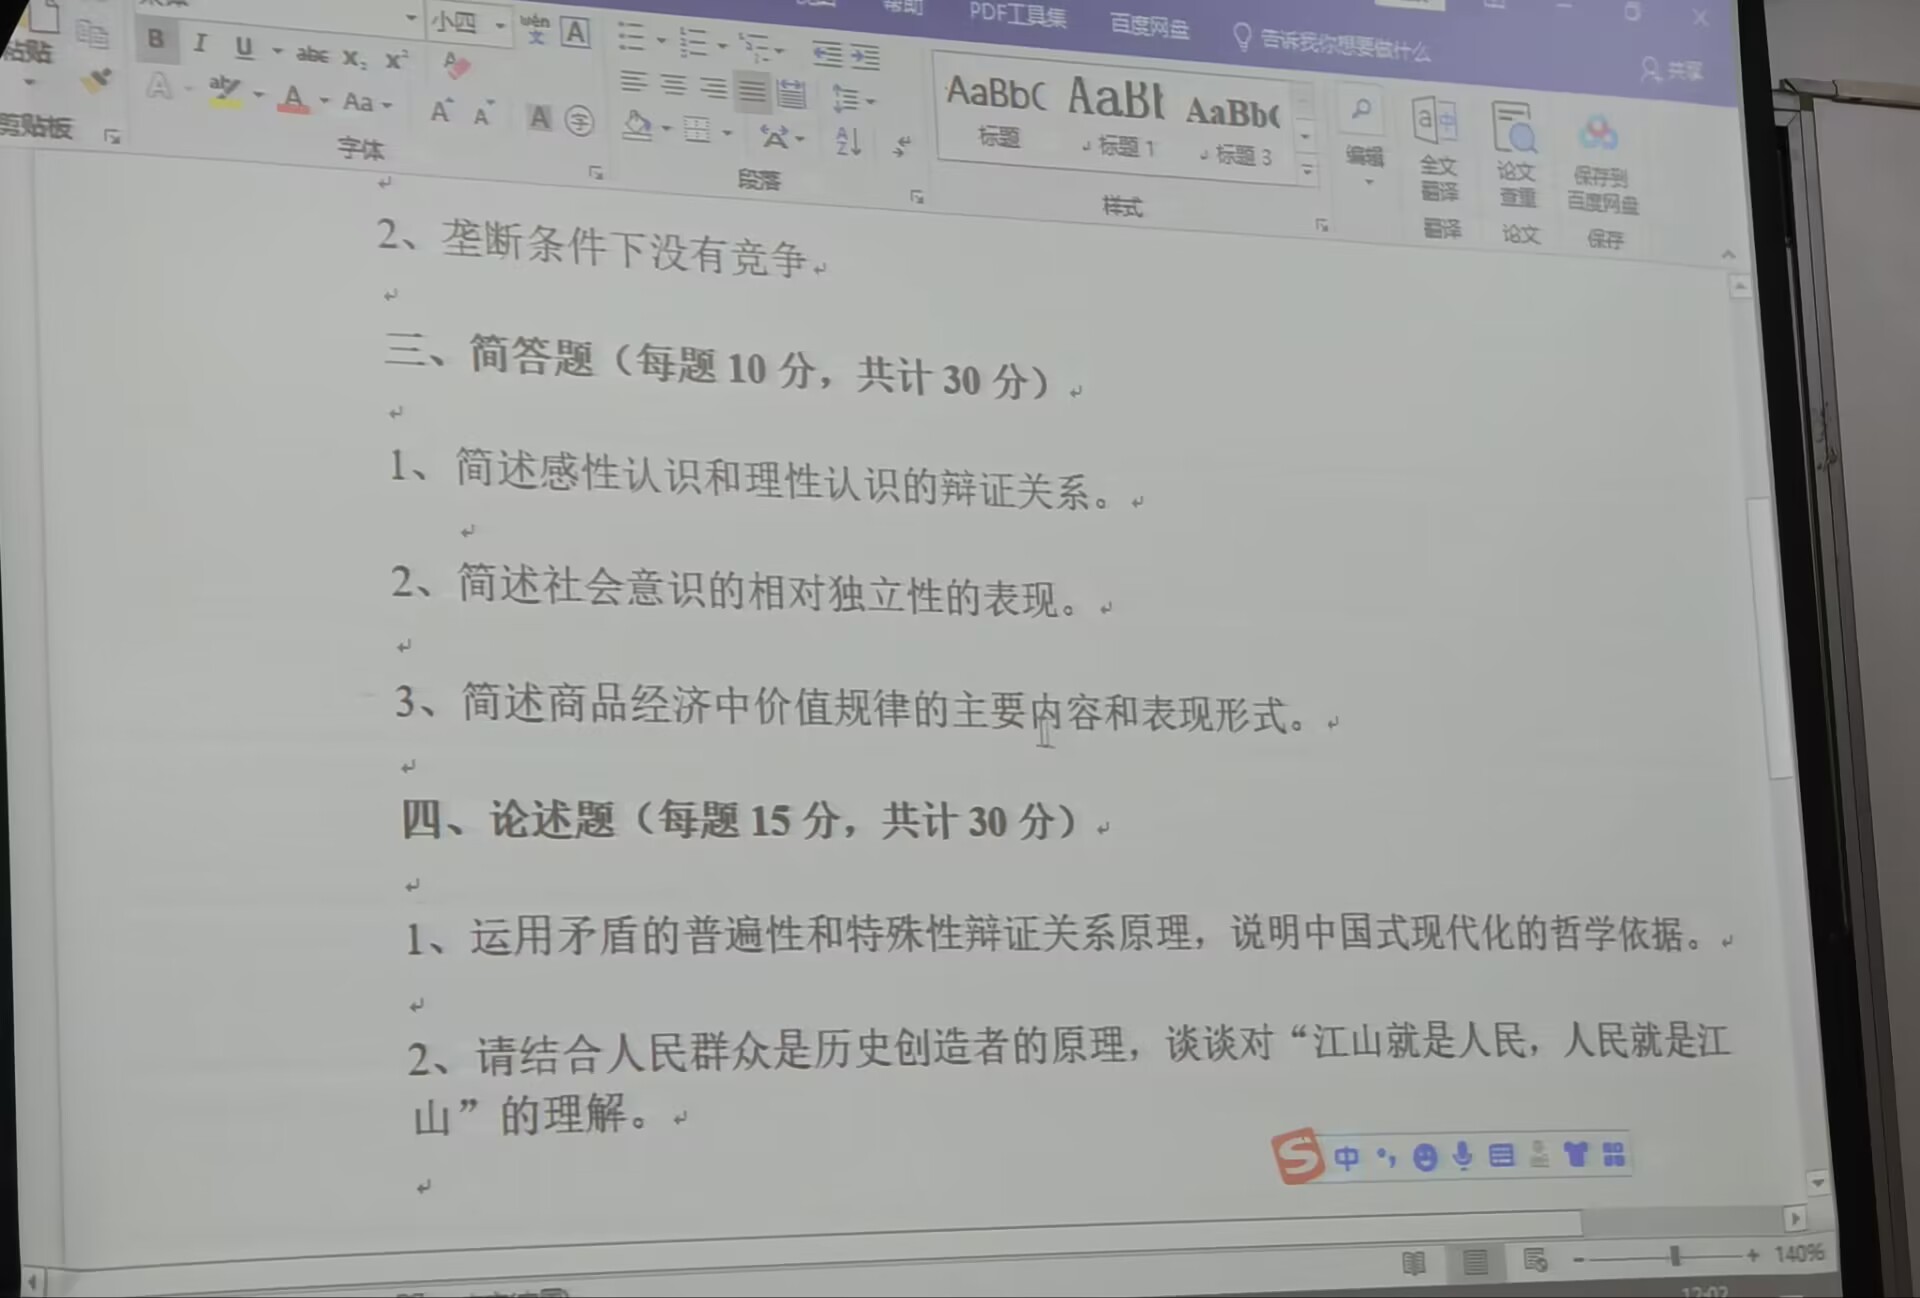 帮助 PDF工具集 百度网盘 告诉我你想要做什么
共享
粘贴
小四
wén
文
A
B I U abc X₂ X²
A aby A Aa A A A 字
AaBbC AaBb AaBb(
标题 标题 1 标题 3
编辑
全文
翻译
论文
查重
保存到
百度网盘
剪贴板 字体 段落 样式 翻译 论文 保存
2、垄断条件下没有竞争
三、简答题（每题 10 分，共计 30 分）
1、简述感性认识和理性认识的辩证关系。
2、简述社会意识的相对独立性的表现。
3、简述商品经济中价值规律的主要内容和表现形式。
四、论述题（每题 15 分，共计 30 分）
1、运用矛盾的普遍性和特殊性辩证关系原理，说明中国式现代化的哲学依据。
2、请结合人民群众是历史创造者的原理，谈谈对“江山就是人民，人民就是江
山”的理解。
S 中
140%